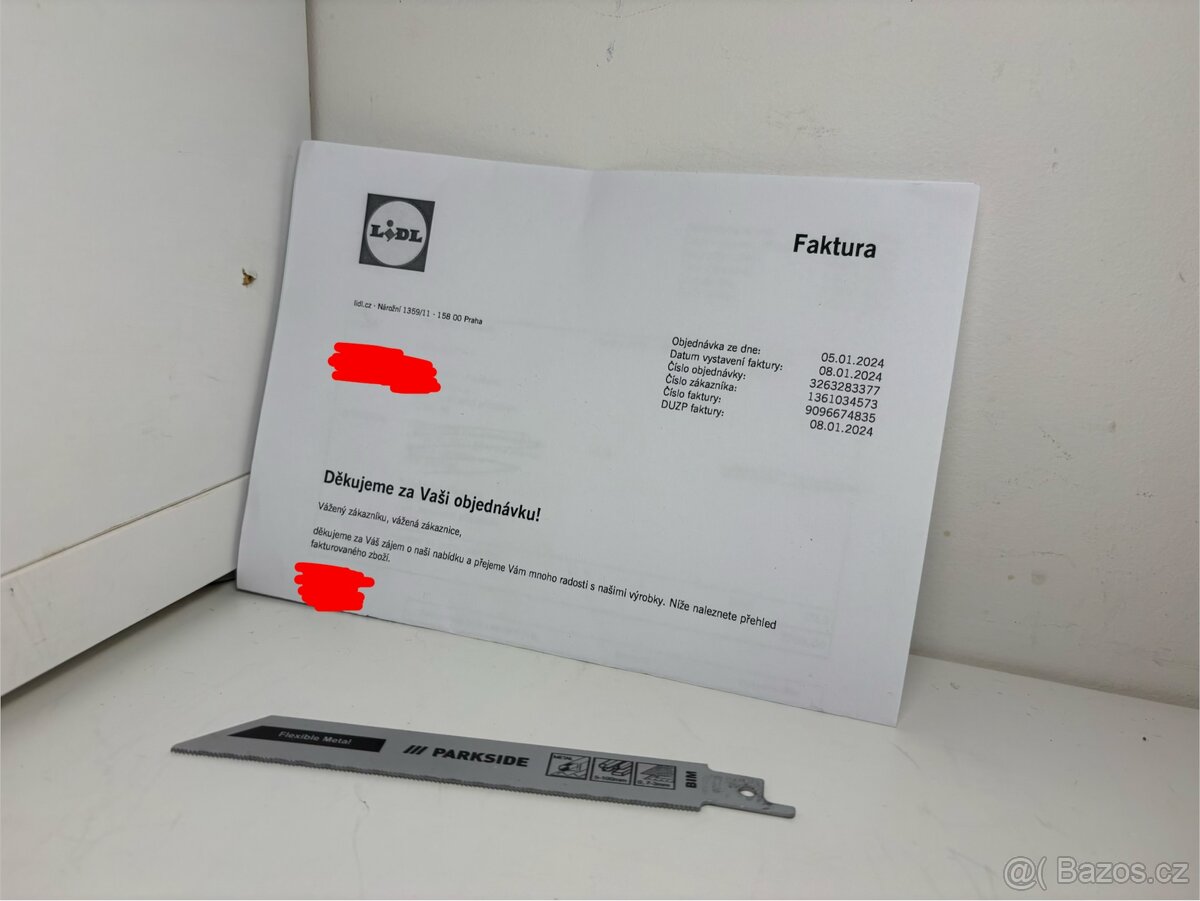 LIDL
Faktura
lidl.cz · Nárožní 1359/11 · 158 00 Praha
Objednávka ze dne: 05.01.2024
Datum vystavení faktury: 08.01.2024
Číslo objednávky: 3263283377
Číslo zákazníka: 1361034573
Číslo faktury: 9096674835
DUZP faktury: 08.01.2024
Děkujeme za Vaši objednávku!
Vážený zákazníku, vážená zákaznice,
děkujeme za Váš zájem o naši nabídku a přejeme Vám mnoho radosti s našimi výrobky. Níže naleznete přehled
fakturovaného zboží.
Flexible Metal
/// PARKSIDE
METAL
5-100mm
BIM
@( Bazos.cz